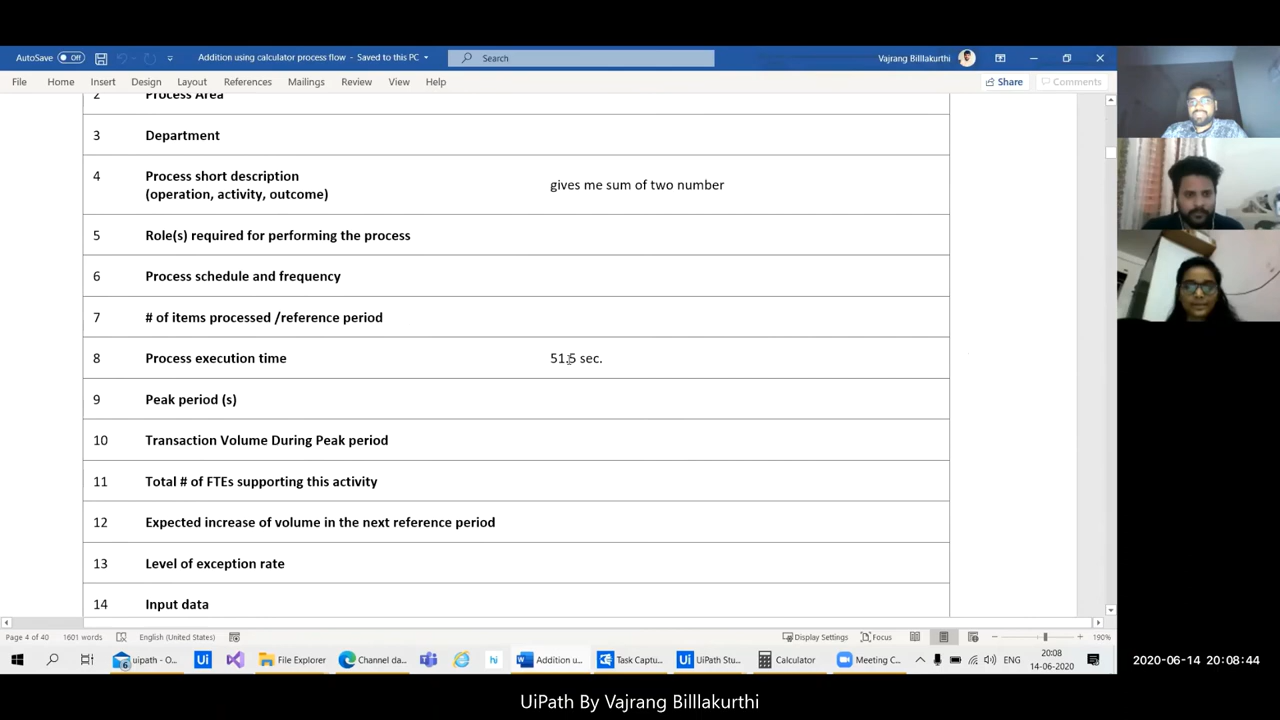 AutoSave Off
Addition using calculator process flow - Saved to this PC
Search
Vajrang Billlakurthi
File Home Insert Design Layout References Mailings Review View Help
Share Comments
2 Process Area
3 Department
4 Process short description
(operation, activity, outcome)
gives me sum of two number
5 Role(s) required for performing the process
6 Process schedule and frequency
7 # of items processed /reference period
8 Process execution time 51.5 sec.
9 Peak period (s)
10 Transaction Volume During Peak period
11 Total # of FTEs supporting this activity
12 Expected increase of volume in the next reference period
13 Level of exception rate
14 Input data
Page 4 of 40 1601 words English (United States) Display Settings Focus 190%
uipath - O... Ui File Explorer Channel da... hi Addition u... Task Captu... UiPath Stu... Calculator Meeting C... ENG
20:08
14-06-2020
2020-06-14 20:08:44
UiPath By Vajrang Billlakurthi